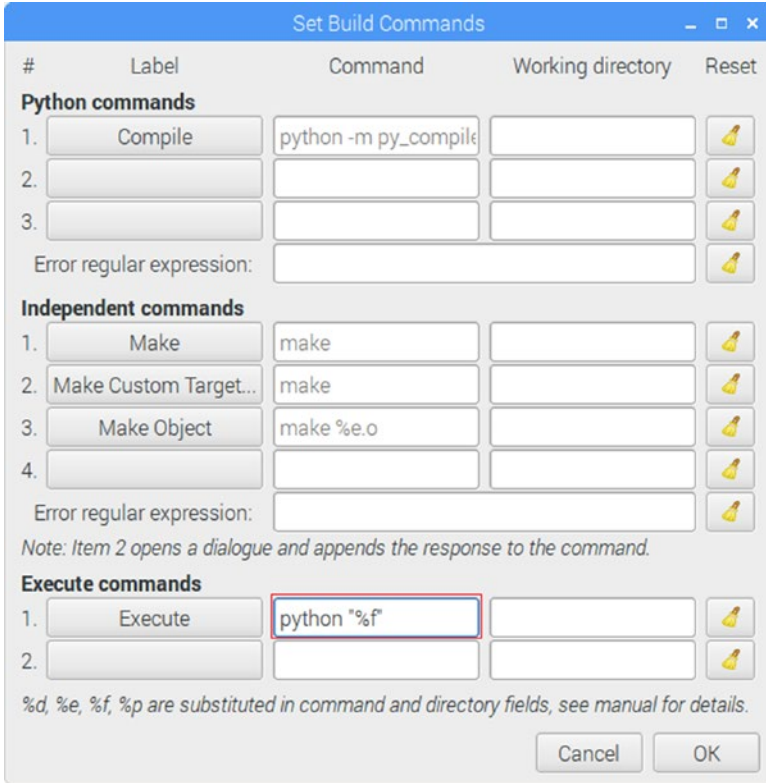 Set Build Commands
# Label Command Working directory Reset
Python commands
1. Compile python -m py_compile
2.
3.
Error regular expression:
Independent commands
1. Make make
2. Make Custom Target... make
3. Make Object make %e.o
4.
Error regular expression:
Note: Item 2 opens a dialogue and appends the response to the command.
Execute commands
1. Execute python "%f"
2.
%d, %e, %f, %p are substituted in command and directory fields, see manual for details.
Cancel OK